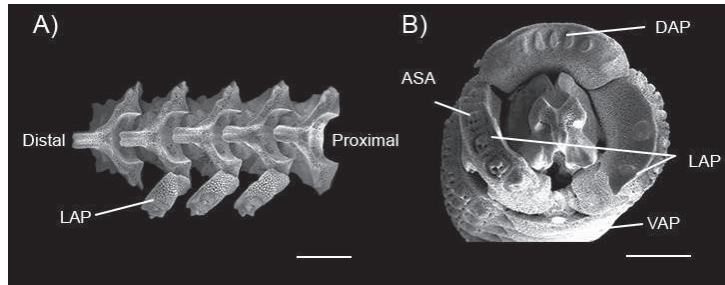 A)
Distal
Proximal
LAP
B)
DAP
ASA
LAP
VAP